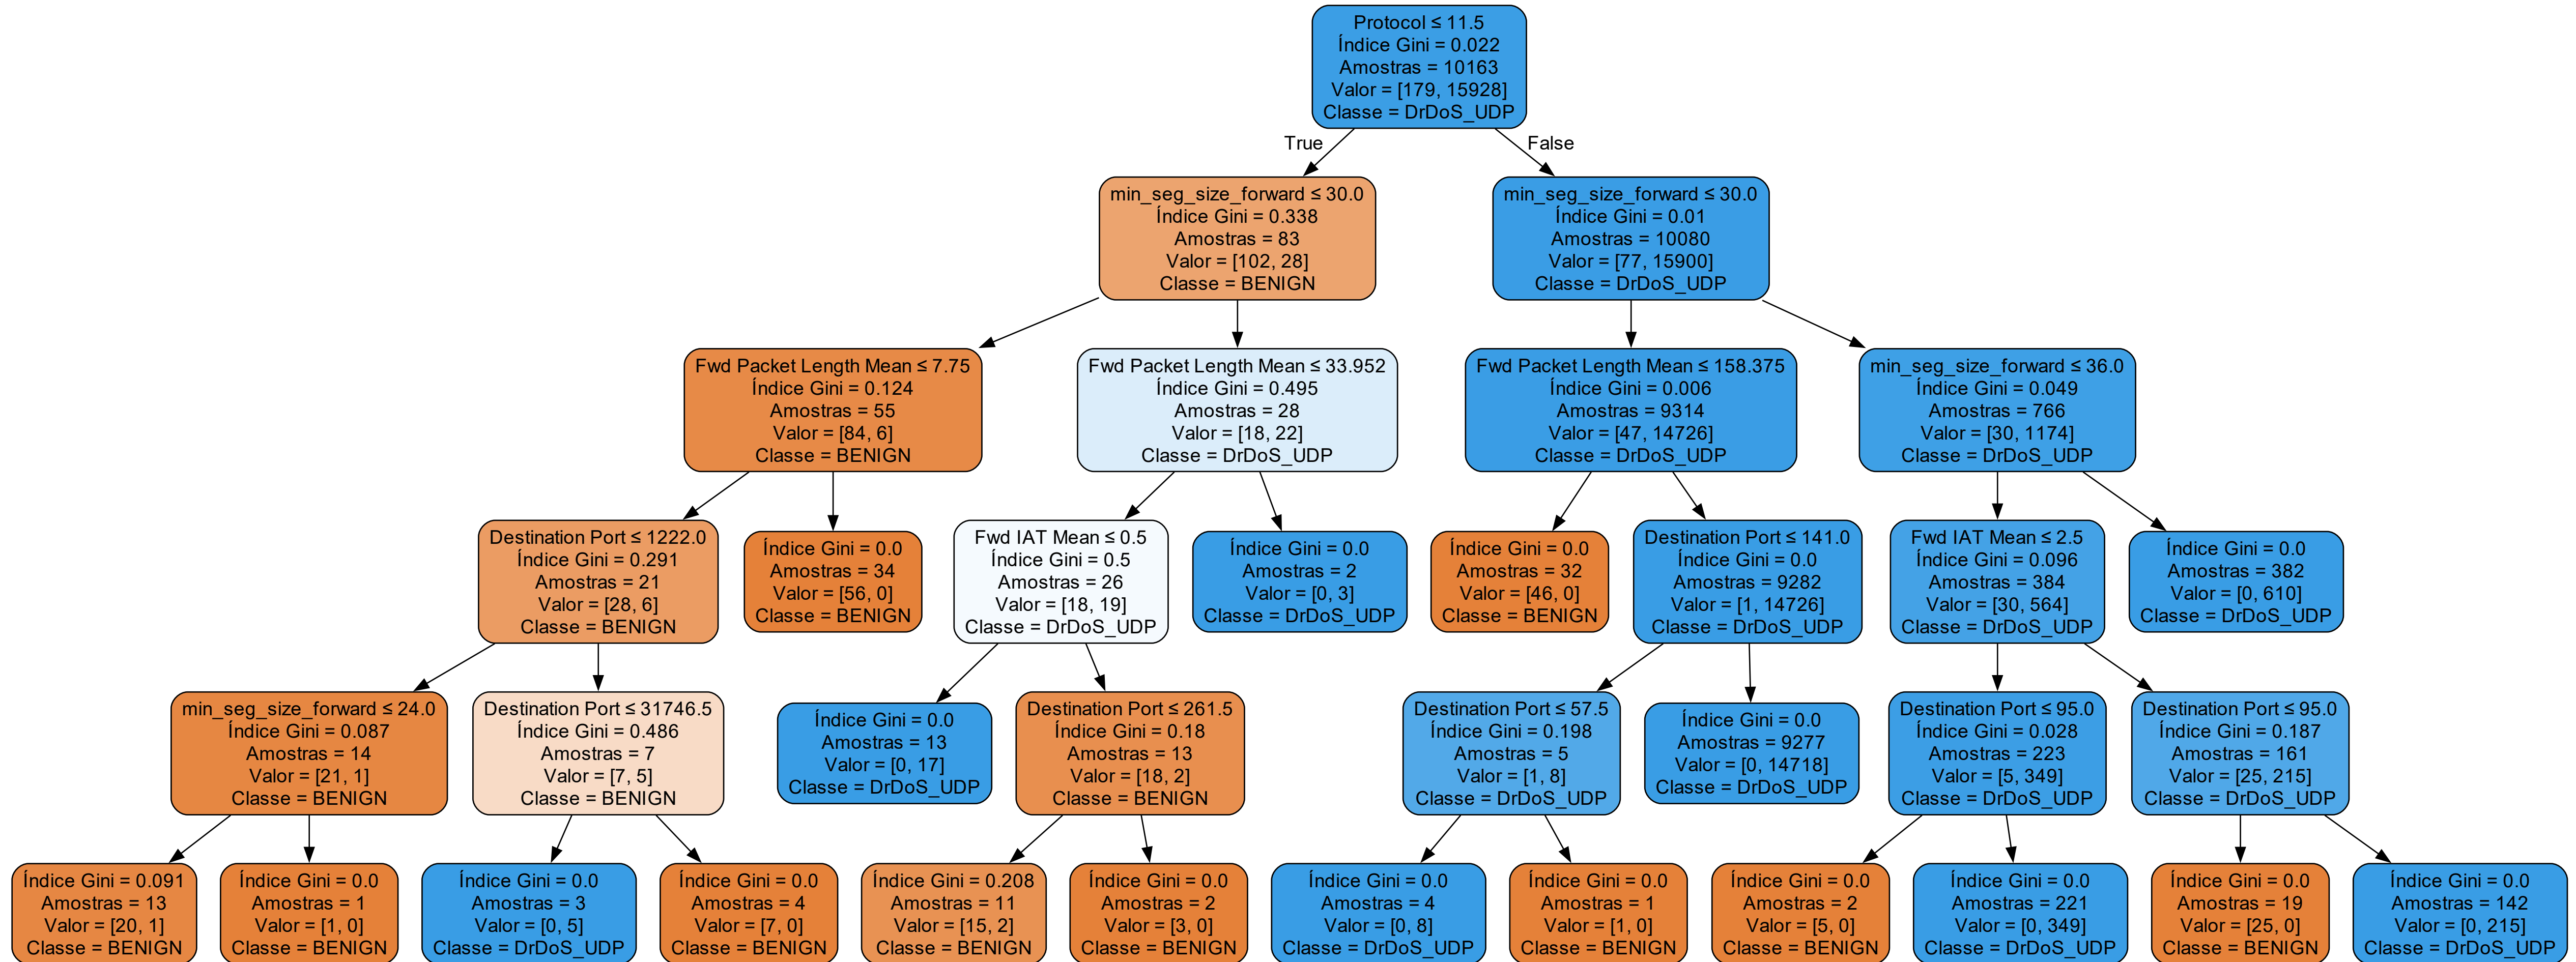 Protocol ≤ 11.5
Índice Gini = 0.022
Amostras = 10163
Valor = [179, 15928]
Classe = DrDoS_UDP
True
False
min_seg_size_forward ≤ 30.0
Índice Gini = 0.338
Amostras = 83
Valor = [102, 28]
Classe = BENIGN
min_seg_size_forward ≤ 30.0
Índice Gini = 0.01
Amostras = 10080
Valor = [77, 15900]
Classe = DrDoS_UDP
Fwd Packet Length Mean ≤ 7.75
Índice Gini = 0.124
Amostras = 55
Valor = [84, 6]
Classe = BENIGN
Fwd Packet Length Mean ≤ 33.952
Índice Gini = 0.495
Amostras = 28
Valor = [18, 22]
Classe = DrDoS_UDP
Fwd Packet Length Mean ≤ 158.375
Índice Gini = 0.006
Amostras = 9314
Valor = [47, 14726]
Classe = DrDoS_UDP
min_seg_size_forward ≤ 36.0
Índice Gini = 0.049
Amostras = 766
Valor = [30, 1174]
Classe = DrDoS_UDP
Destination Port ≤ 1222.0
Índice Gini = 0.291
Amostras = 21
Valor = [28, 6]
Classe = BENIGN
Índice Gini = 0.0
Amostras = 34
Valor = [56, 0]
Classe = BENIGN
Fwd IAT Mean ≤ 0.5
Índice Gini = 0.5
Amostras = 26
Valor = [18, 19]
Classe = DrDoS_UDP
Índice Gini = 0.0
Amostras = 2
Valor = [0, 3]
Classe = DrDoS_UDP
Índice Gini = 0.0
Amostras = 32
Valor = [46, 0]
Classe = BENIGN
Destination Port ≤ 141.0
Índice Gini = 0.0
Amostras = 9282
Valor = [1, 14726]
Classe = DrDoS_UDP
Fwd IAT Mean ≤ 2.5
Índice Gini = 0.096
Amostras = 384
Valor = [30, 564]
Classe = DrDoS_UDP
Índice Gini = 0.0
Amostras = 382
Valor = [0, 610]
Classe = DrDoS_UDP
min_seg_size_forward ≤ 24.0
Índice Gini = 0.087
Amostras = 14
Valor = [21, 1]
Classe = BENIGN
Destination Port ≤ 31746.5
Índice Gini = 0.486
Amostras = 7
Valor = [7, 5]
Classe = BENIGN
Índice Gini = 0.0
Amostras = 13
Valor = [0, 17]
Classe = DrDoS_UDP
Destination Port ≤ 261.5
Índice Gini = 0.18
Amostras = 13
Valor = [18, 2]
Classe = BENIGN
Destination Port ≤ 57.5
Índice Gini = 0.198
Amostras = 5
Valor = [1, 8]
Classe = DrDoS_UDP
Índice Gini = 0.0
Amostras = 9277
Valor = [0, 14718]
Classe = DrDoS_UDP
Destination Port ≤ 95.0
Índice Gini = 0.028
Amostras = 223
Valor = [5, 349]
Classe = DrDoS_UDP
Destination Port ≤ 95.0
Índice Gini = 0.187
Amostras = 161
Valor = [25, 215]
Classe = DrDoS_UDP
Índice Gini = 0.091
Amostras = 13
Valor = [20, 1]
Classe = BENIGN
Índice Gini = 0.0
Amostras = 1
Valor = [1, 0]
Classe = BENIGN
Índice Gini = 0.0
Amostras = 3
Valor = [0, 5]
Classe = DrDoS_UDP
Índice Gini = 0.0
Amostras = 4
Valor = [7, 0]
Classe = BENIGN
Índice Gini = 0.208
Amostras = 11
Valor = [15, 2]
Classe = BENIGN
Índice Gini = 0.0
Amostras = 2
Valor = [3, 0]
Classe = BENIGN
Índice Gini = 0.0
Amostras = 4
Valor = [0, 8]
Classe = DrDoS_UDP
Índice Gini = 0.0
Amostras = 1
Valor = [1, 0]
Classe = BENIGN
Índice Gini = 0.0
Amostras = 2
Valor = [5, 0]
Classe = BENIGN
Índice Gini = 0.0
Amostras = 221
Valor = [0, 349]
Classe = DrDoS_UDP
Índice Gini = 0.0
Amostras = 19
Valor = [25, 0]
Classe = BENIGN
Índice Gini = 0.0
Amostras = 142
Valor = [0, 215]
Classe = DrDoS_UDP